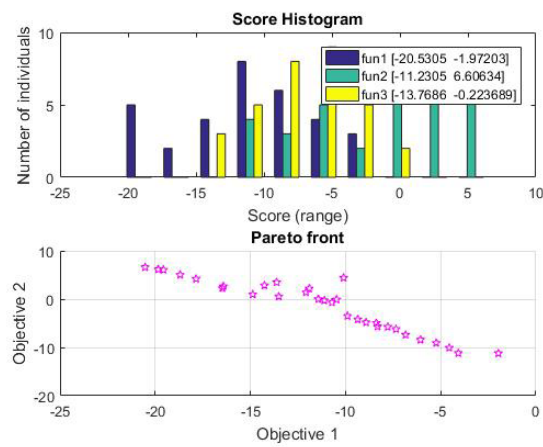 Score Histogram
10
5
0
Number of individuals
fun1 [-20.5305 -1.97203]
fun2 [-11.2305 6.60634]
fun3 [-13.7686 -0.223689]
-25 -20 -15 -10 -5 0 5 10
Score (range)
Pareto front
10
0
-10
-20
Objective 2
-25 -20 -15 -10 -5 0
Objective 1